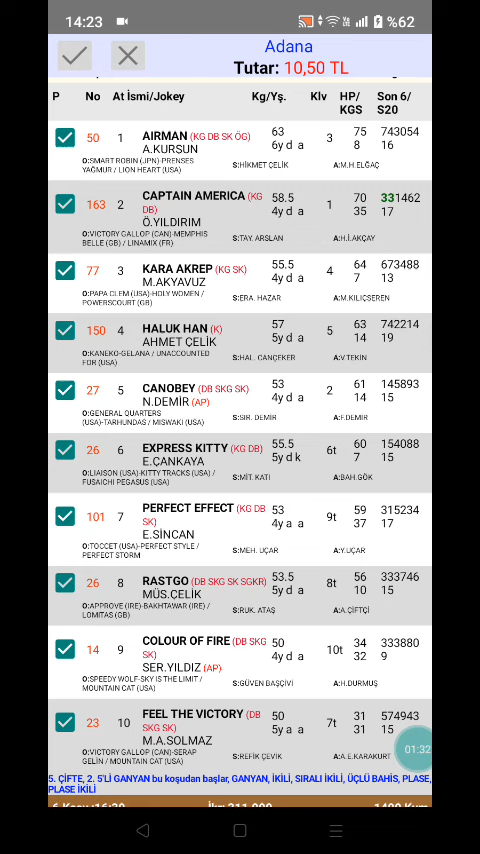 14:23 %62
Adana
Tutar: 10,50 TL
P No At İsmi/Jokey Kg/Yş. Klv HP/ Son 6/
KGS S20
50 1 AIRMAN (KG DB SK ÖG) 63 3 75 743054
A.KURSUN 6y d a 8 16
O:SMART ROBIN (JPN)-PRENSES
YAĞMUR / LION HEART (USA) S:HİKMET ÇELİK A:M.H.ELĞAÇ
163 2 CAPTAIN AMERICA (KG 58.5 1 70 331462
DB) 4y d a 35 17
Ö.YILDIRIM
O:VICTORY GALLOP (CAN)-MEMPHIS
BELLE (GB) / LINAMIX (FR) S:TAY. ARSLAN A:H.İ.AKÇAY
77 3 KARA AKREP (KG SK) 55.5 4 64 673488
M.AKYAVUZ 4y d a 7 13
O:PAPA CLEM (USA)-HOLY WOMEN /
POWERSCOURT (GB) S:ERA. HAZAR A:M.KILIÇSEREN
150 4 HALUK HAN (K) 57 5 63 742214
AHMET ÇELİK 5y d a 14 19
O:KANEKO-GELANA / UNACCOUNTED
FOR (USA) S:HAL. CANÇEKER A:V.TEKİN
27 5 CANOBEY (DB SKG SK) 53 2 61 145893
N.DEMİR (AP) 4y d a 14 15
O:GENERAL QUARTERS
(USA)-TARHUNDAS / MISWAKI (USA) S:SIR. DEMİR A:F.DEMİR
26 6 EXPRESS KITTY (KG DB) 55.5 6t 60 154088
E.ÇANKAYA 5y d k 7 15
O:LIAISON (USA)-KITTY TRACKS (USA) /
FUSAICHI PEGASUS (USA) S:MİT. KATI A:BAH.GÖK
101 7 PERFECT EFFECT (KG DB 53 9t 59 315234
SK) 4y a a 37 17
E.SİNCAN
O:TOCCET (USA)-PERFECT STYLE /
PERFECT STORM S:MEH. UÇAR A:Y.UÇAR
26 8 RASTGO (DB SKG SK SGKR) 53.5 8t 56 333746
MÜS.ÇELİK 5y d a 10 15
O:APPROVE (IRE)-BAKHTAWAR (IRE) /
LOMITAS (GB) S:RUK. ATAŞ A:A.ÇİFTÇİ
14 9 COLOUR OF FIRE (DB SKG 50 10t 34 333880
SK) 4y d a 32 9
SER.YILDIZ (AP)
O:SPEEDY WOLF-SKY IS THE LIMIT /
MOUNTAIN CAT (USA) S:GÜVEN BAŞÇİVİ A:H.DURMUŞ
23 10 FEEL THE VICTORY (DB 50 7t 31 574943
SKG SK) 5y a a 31 15
M.A.SOLMAZ
O:VICTORY GALLOP (CAN)-SERAP
GELİN / MOUNTAIN CAT (USA) S:REFİK ÇEVİK A:A.E.KARAKURT
01:32
5. ÇİFTE, 2. 5'Lİ GANYAN bu koşudan başlar, GANYAN, İKİLİ, SIRALI İKİLİ, ÜÇLÜ BAHİS, PLASE,
PLASE İKİLİ